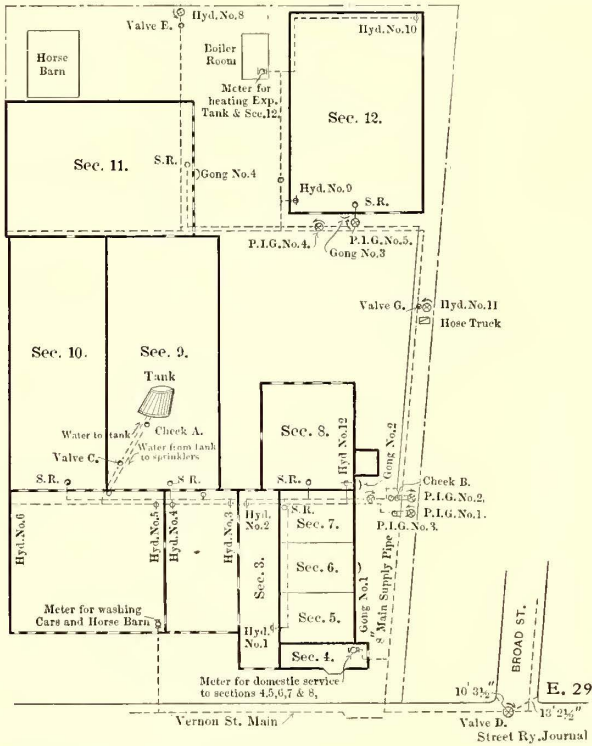 Hyd.No.8
Valve E.
Hyd.No.10
Horse
Barn
Boiler
Room
Meter for
heating Exp.
Tank & Sec.12.
Sec. 12.
Sec. 11.
S.R.
Gong No.4
Hyd.No.9
S.R.
P.I.G.No.4.
P.I.G.No.5.
Gong No.3
Valve G.
Hyd.No.11
Hose Truck
Sec. 10.
Sec. 9.
Tank
Water to tank
Check A.
Water from tank
to sprinklers
Valve C.
S.R.
S R.
Sec. 8.
S.R.
Hyd No.12
Gong No.2
Check B.
P.I.G.No.2,
P.I.G.No.1.
P.I.G.No.3.
Hyd.No.6
Hyd.No.5
Hyd.No.4
Hyd.No.3
Hyd.
No.2
S.R.
Sec. 7.
Sec. 6.
Sec. 5.
Sec. 3.
Hyd.
No.1
Gong No.1
8" Main Supply Pipe
Meter for washing
Cars and Horse Barn
Sec. 4.
Meter for domestic service
to sections 4,5,6,7 & 8,
BROAD ST.
10' 3½"
E. 29
13' 2½"
Vernon St. Main
Valve D.
Street Ry. Journal